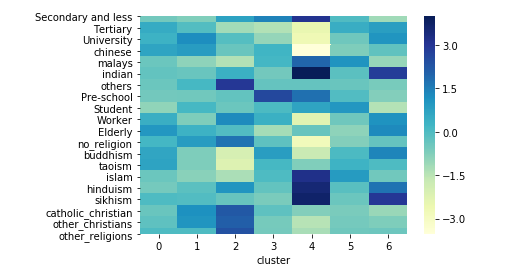 Secondary and less
Tertiary
University
chinese
malays
indian
others
Pre-school
Student
Worker
Elderly
no_religion
buddhism
taoism
islam
hinduism
sikhism
catholic_christian
other_christians
other_religions
0 1 2 3 4 5 6
cluster
3.0
1.5
0.0
−1.5
−3.0